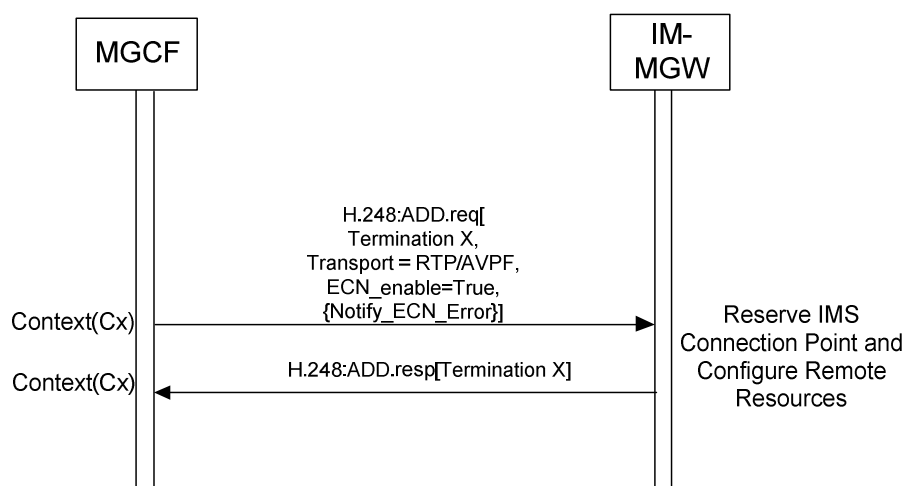 MGCF
IM-
MGW
H.248:ADD.req[
Termination X,
Transport = RTP/AVPF,
ECN_enable=True,
{Notify_ECN_Error}]
Context(Cx)
Reserve IMS
Connection Point and
Configure Remote
Resources
H.248:ADD.resp[Termination X]
Context(Cx)